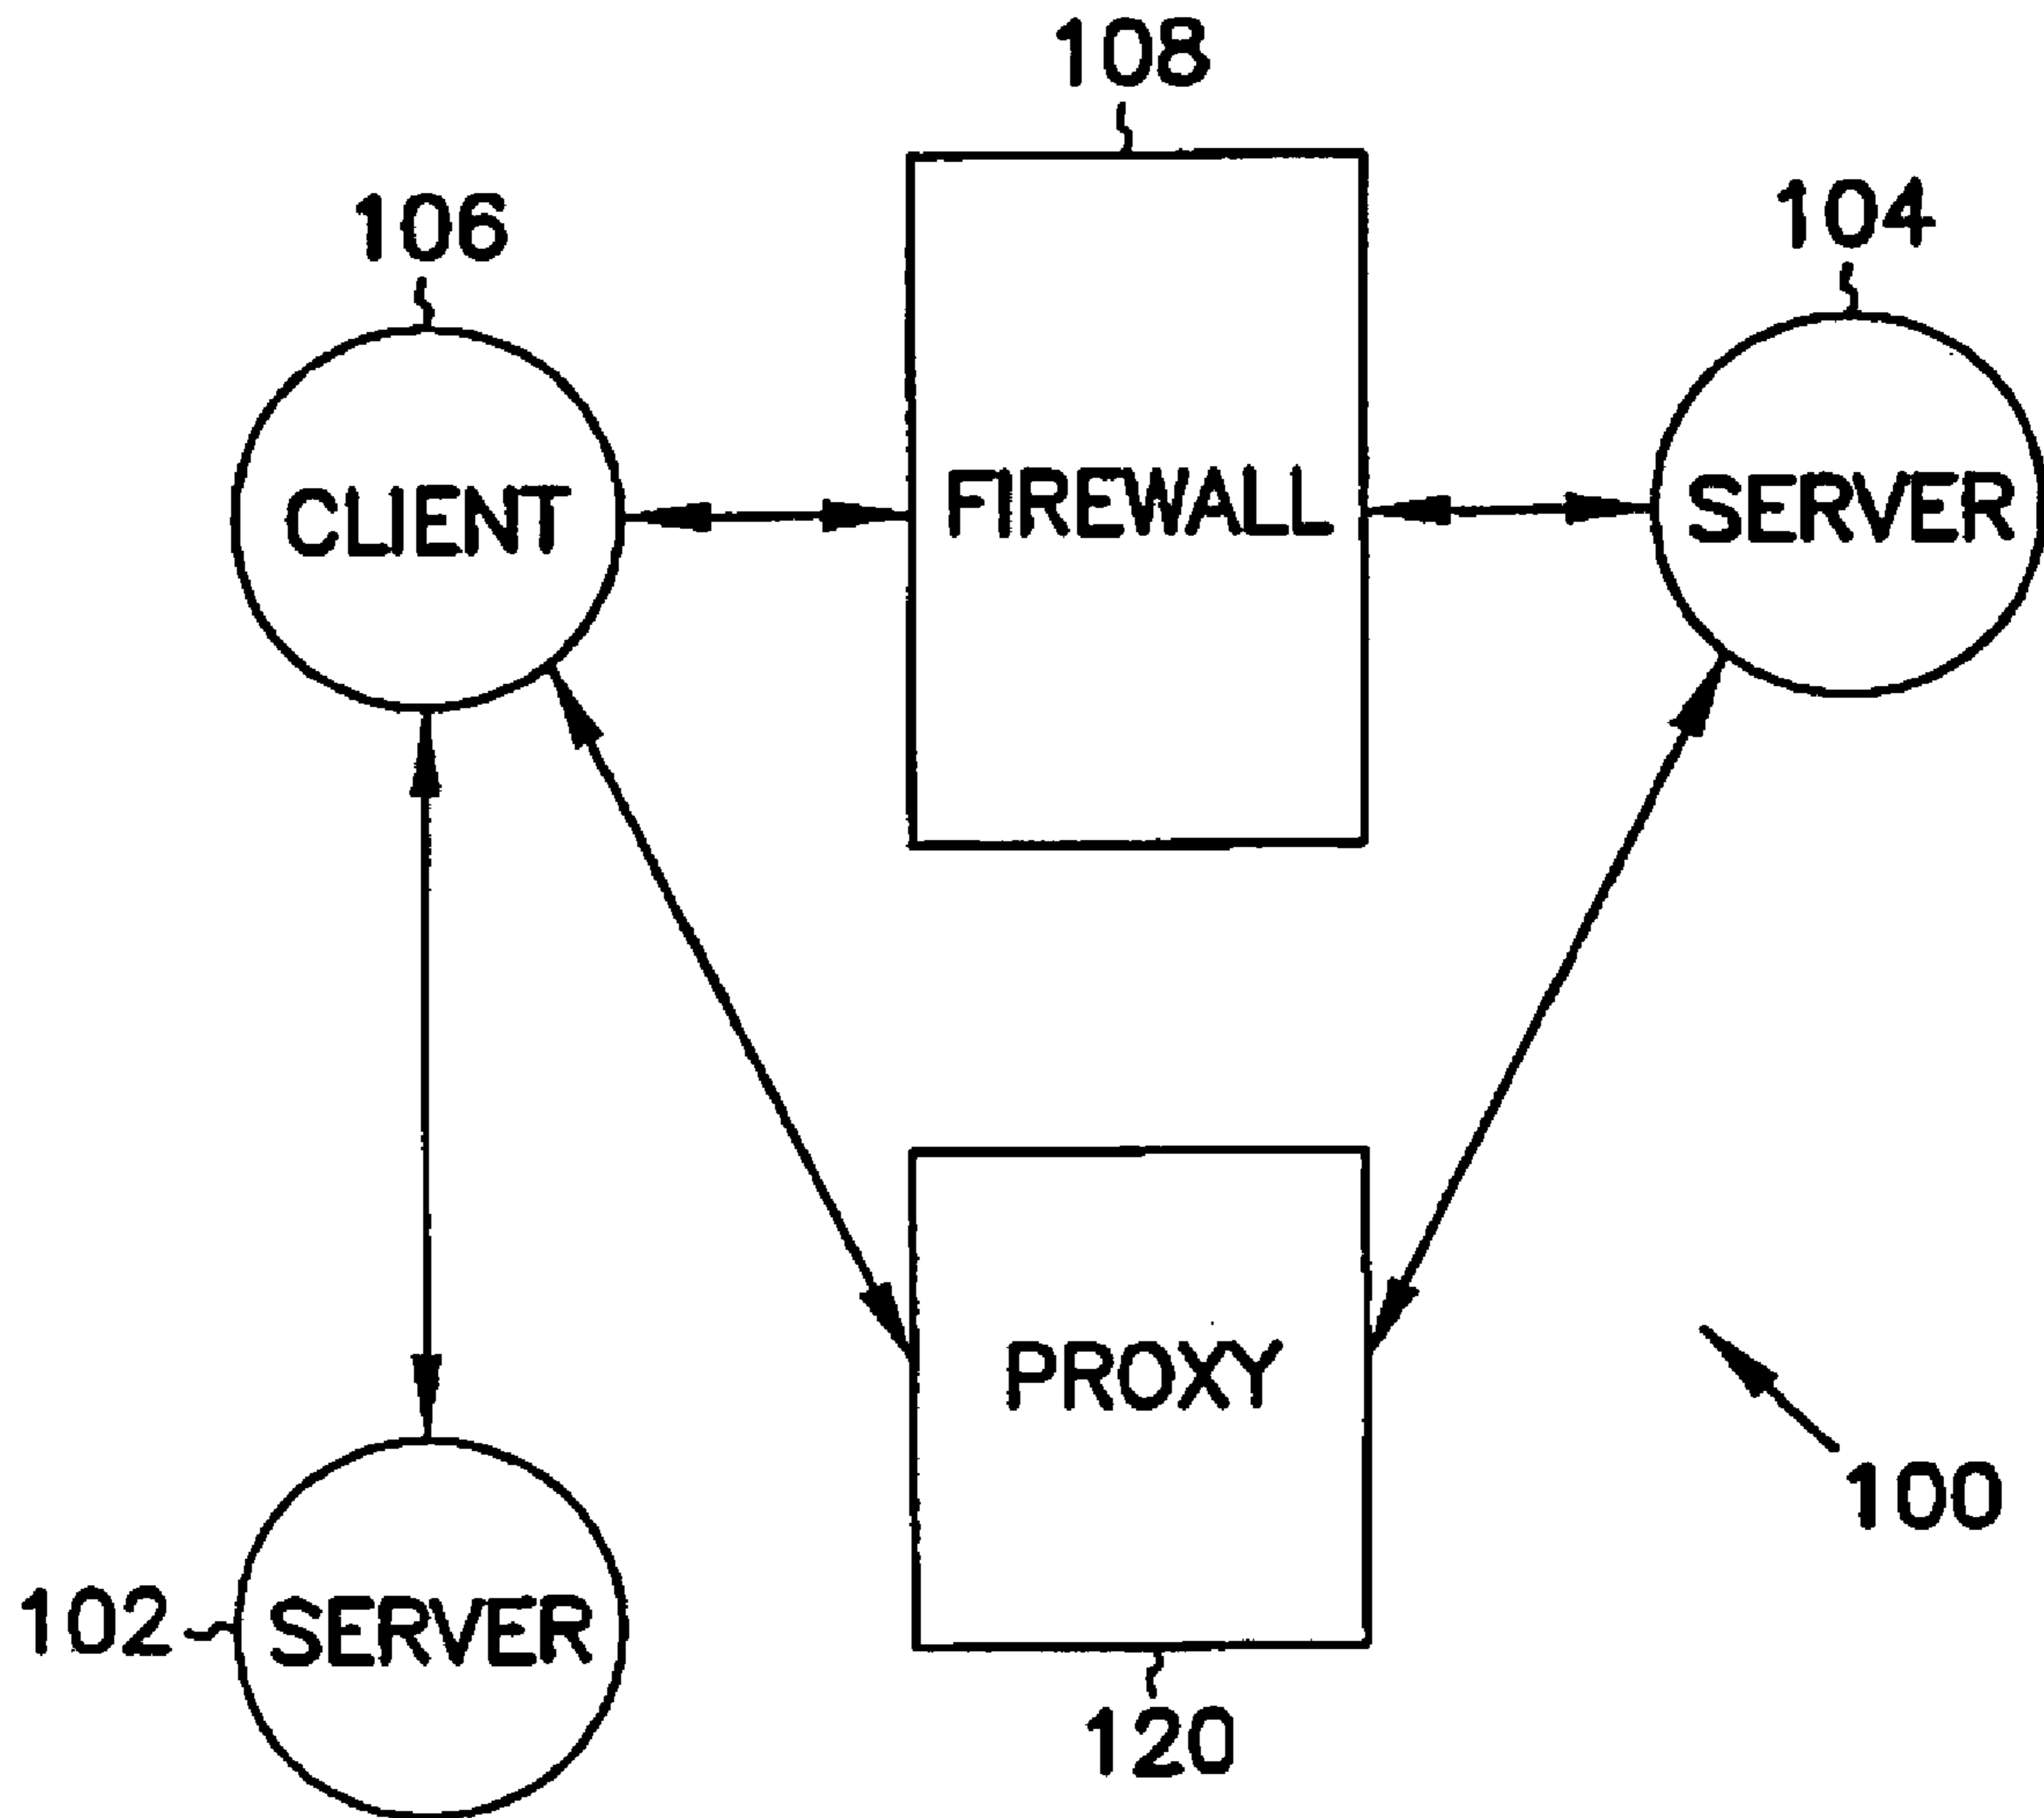 108
106
104
CLIENT
FIREWALL
SERVER
PROXY
100
102
SERVER
120